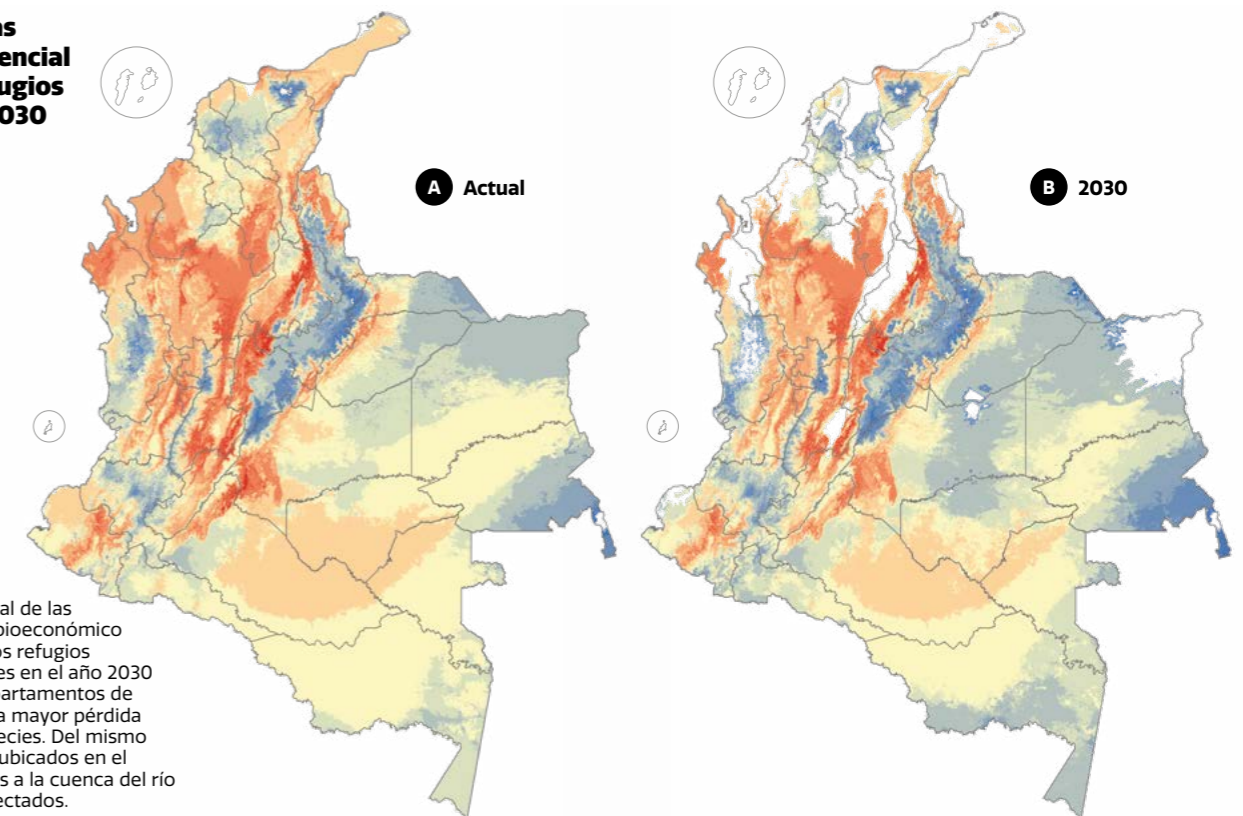 as
encial
ugios
030
A Actual
B 2030
al de las
bioeconómico
os refugios
es en el año 2030
partamentos de
a mayor pérdida
ecies. Del mismo
ubicados en el
s a la cuenca del río
ectados.